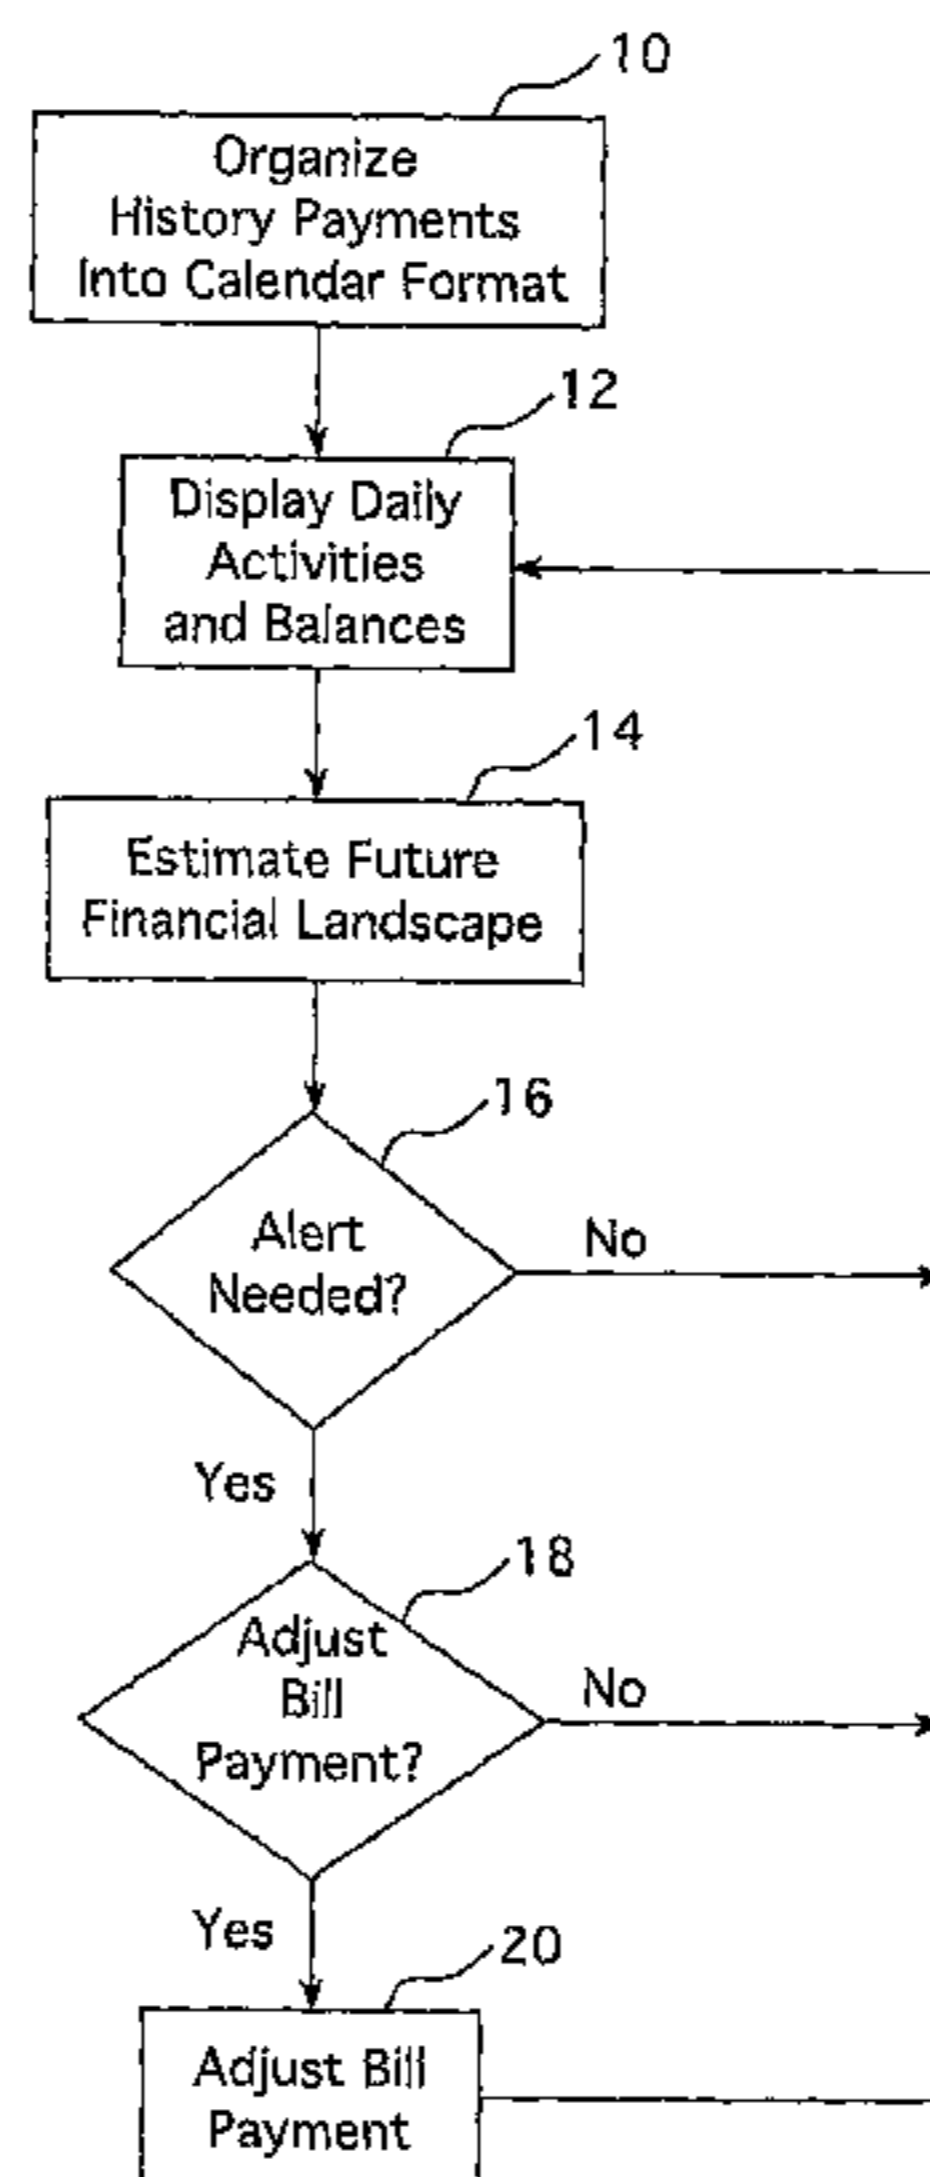 10
Organize
History Payments
Into Calendar Format
12
Display Daily
Activities
and Balances
14
Estimate Future
Financial Landscape
16
Alert
Needed?
No
Yes
18
Adjust
Bill
Payment?
No
Yes
20
Adjust Bill
Payment